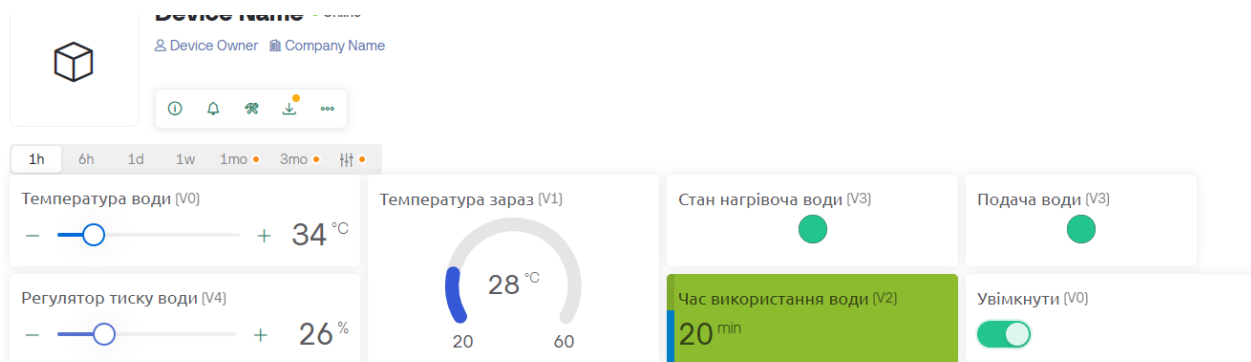 Device Name • Online
Device Owner Company Name
1h 6h 1d 1w 1mo 3mo
Температура води (V0)
− + 34 °C
Регулятор тиску води (V4)
− + 26 %
Температура зараз (V1)
28 °C
20 60
Стан нагрівоча води (V3)
Подача води (V3)
Час використання води (V2)
20 min
Увімкнути (V0)